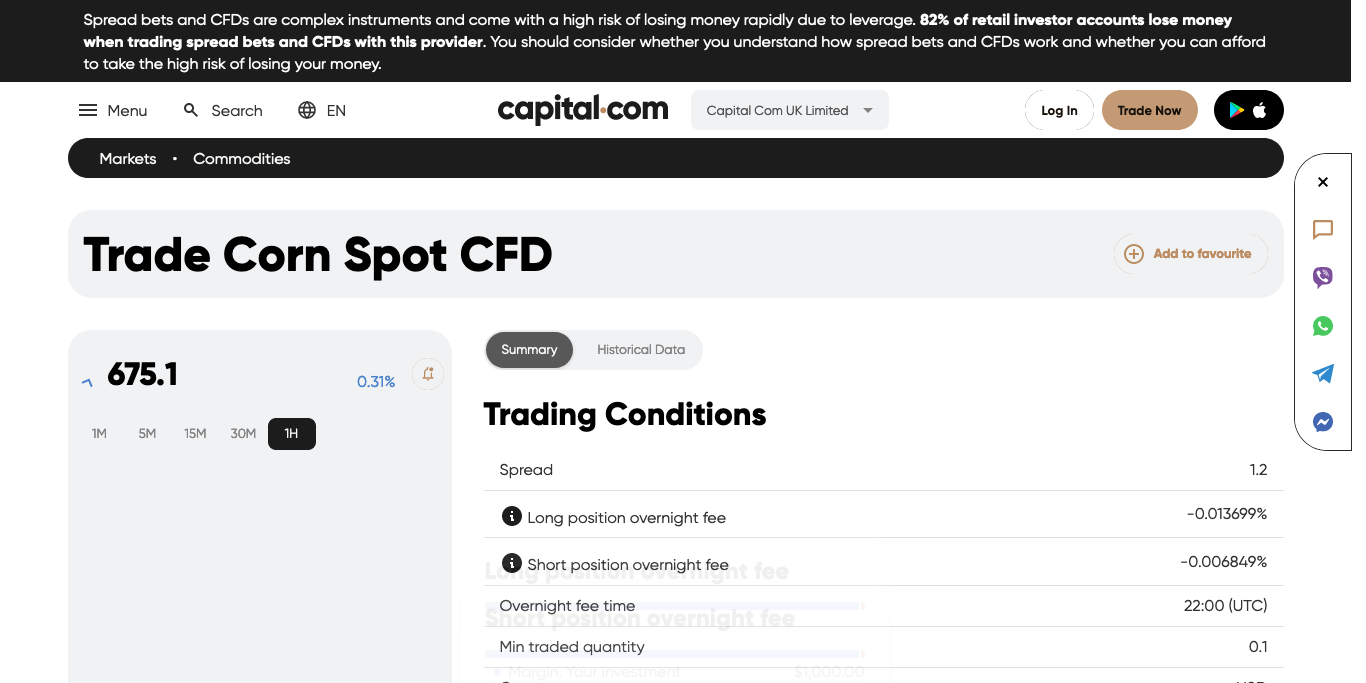 Spread bets and CFDs are complex instruments and come with a high risk of losing money rapidly due to leverage. 82% of retail investor accounts lose money
when trading spread bets and CFDs with this provider. You should consider whether you understand how spread bets and CFDs work and whether you can afford
to take the high risk of losing your money.
Menu Search EN capital.com Capital Com UK Limited Log In Trade Now
Markets • Commodities
Trade Corn Spot CFD
Add to favourite
675.1 0.31%
1M 5M 15M 30M 1H
Summary Historical Data
Trading Conditions
Spread 1.2
Long position overnight fee -0.013699%
Short position overnight fee -0.006849%
Long position overnight fee
Overnight fee time 22:00 (UTC)
Short position overnight fee
Min traded quantity 0.1
Margin. Your investment $1,000.00